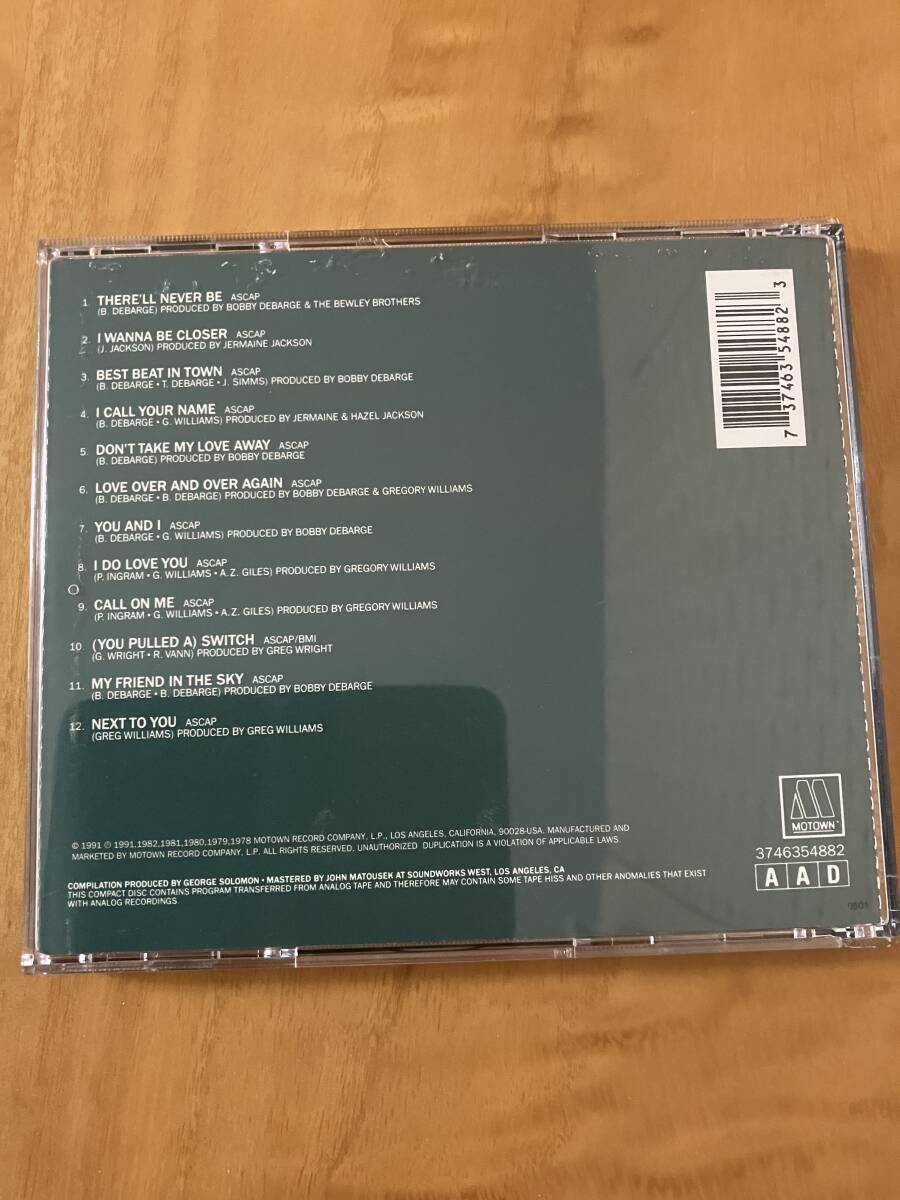 1. THERE'LL NEVER BE ASCAP
(B. DEBARGE) PRODUCED BY BOBBY DEBARGE & THE BEWLEY BROTHERS
2. I WANNA BE CLOSER ASCAP
(J. JACKSON) PRODUCED BY JERMAINE JACKSON
3. BEST BEAT IN TOWN ASCAP
(B. DEBARGE • T. DEBARGE • J. SIMMS) PRODUCED BY BOBBY DEBARGE
4. I CALL YOUR NAME ASCAP
(B. DEBARGE • G. WILLIAMS) PRODUCED BY JERMAINE & HAZEL JACKSON
5. DON'T TAKE MY LOVE AWAY ASCAP
(B. DEBARGE) PRODUCED BY BOBBY DEBARGE
6. LOVE OVER AND OVER AGAIN ASCAP
(B. DEBARGE • B. DEBARGE) PRODUCED BY BOBBY DEBARGE & GREGORY WILLIAMS
7. YOU AND I ASCAP
(B. DEBARGE • G. WILLIAMS) PRODUCED BY BOBBY DEBARGE
8. I DO LOVE YOU ASCAP
(P. INGRAM • G. WILLIAMS • A.Z. GILES) PRODUCED BY GREGORY WILLIAMS
9. CALL ON ME ASCAP
(P. INGRAM • G. WILLIAMS • A.Z. GILES) PRODUCED BY GREGORY WILLIAMS
10. (YOU PULLED A) SWITCH ASCAP/BMI
(G. WRIGHT • R. VANN) PRODUCED BY GREG WRIGHT
11. MY FRIEND IN THE SKY ASCAP
(B. DEBARGE • B. DEBARGE) PRODUCED BY BOBBY DEBARGE
12. NEXT TO YOU ASCAP
(GREG WILLIAMS) PRODUCED BY GREG WILLIAMS
7 37463 54882 3
MOTOWN
3746354882
A A D
© 1991 ℗ 1991,1982,1981,1980,1979,1978 MOTOWN RECORD COMPANY, L.P., LOS ANGELES, CALIFORNIA, 90028-USA. MANUFACTURED AND
MARKETED BY MOTOWN RECORD COMPANY, L.P. ALL RIGHTS RESERVED, UNAUTHORIZED DUPLICATION IS A VIOLATION OF APPLICABLE LAWS.
COMPILATION PRODUCED BY GEORGE SOLOMON • MASTERED BY JOHN MATOUSEK AT SOUNDWORKS WEST, LOS ANGELES, CA
THIS COMPACT DISC CONTAINS PROGRAM TRANSFERRED FROM ANALOG TAPE AND THEREFORE MAY CONTAIN SOME TAPE HISS AND OTHER ANOMALIES THAT EXIST
WITH ANALOG RECORDINGS.